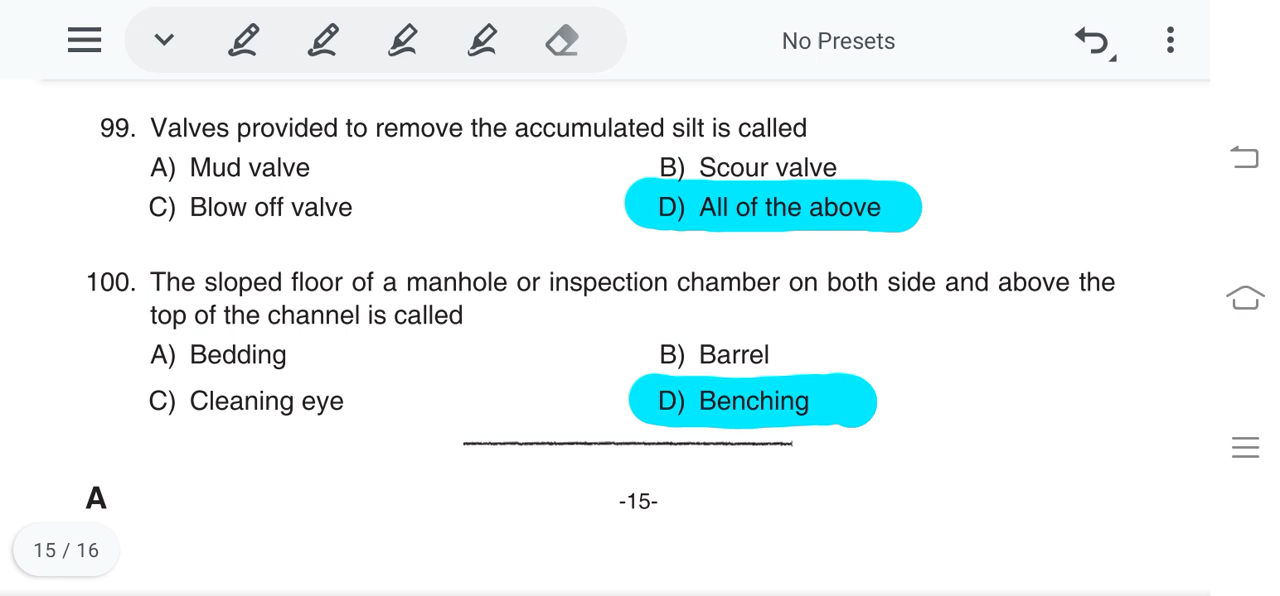 No Presets
99. Valves provided to remove the accumulated silt is called
A) Mud valve B) Scour valve
C) Blow off valve D) All of the above
100. The sloped floor of a manhole or inspection chamber on both side and above the
top of the channel is called
A) Bedding B) Barrel
C) Cleaning eye D) Benching
A -15-
15 / 16